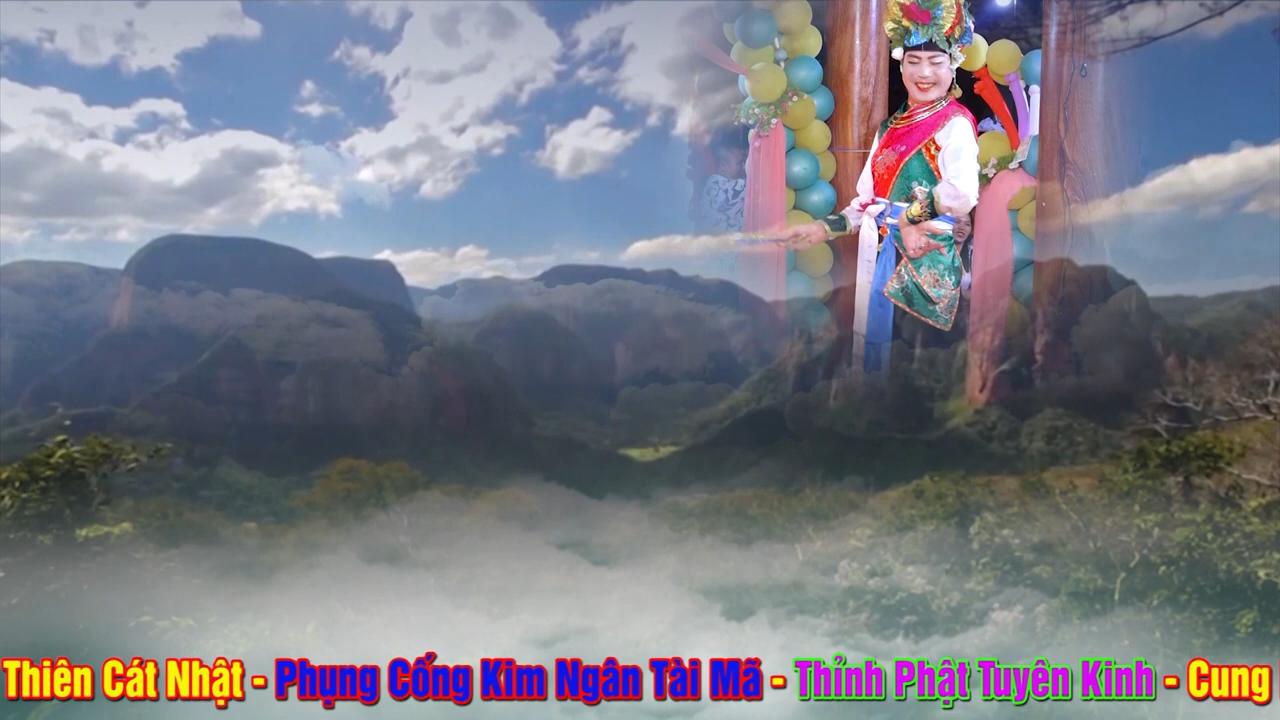 Thiên Cát Nhật - Phụng Cống Kim Ngân Tài Mã - Thỉnh Phật Tuyên Kinh - Cung